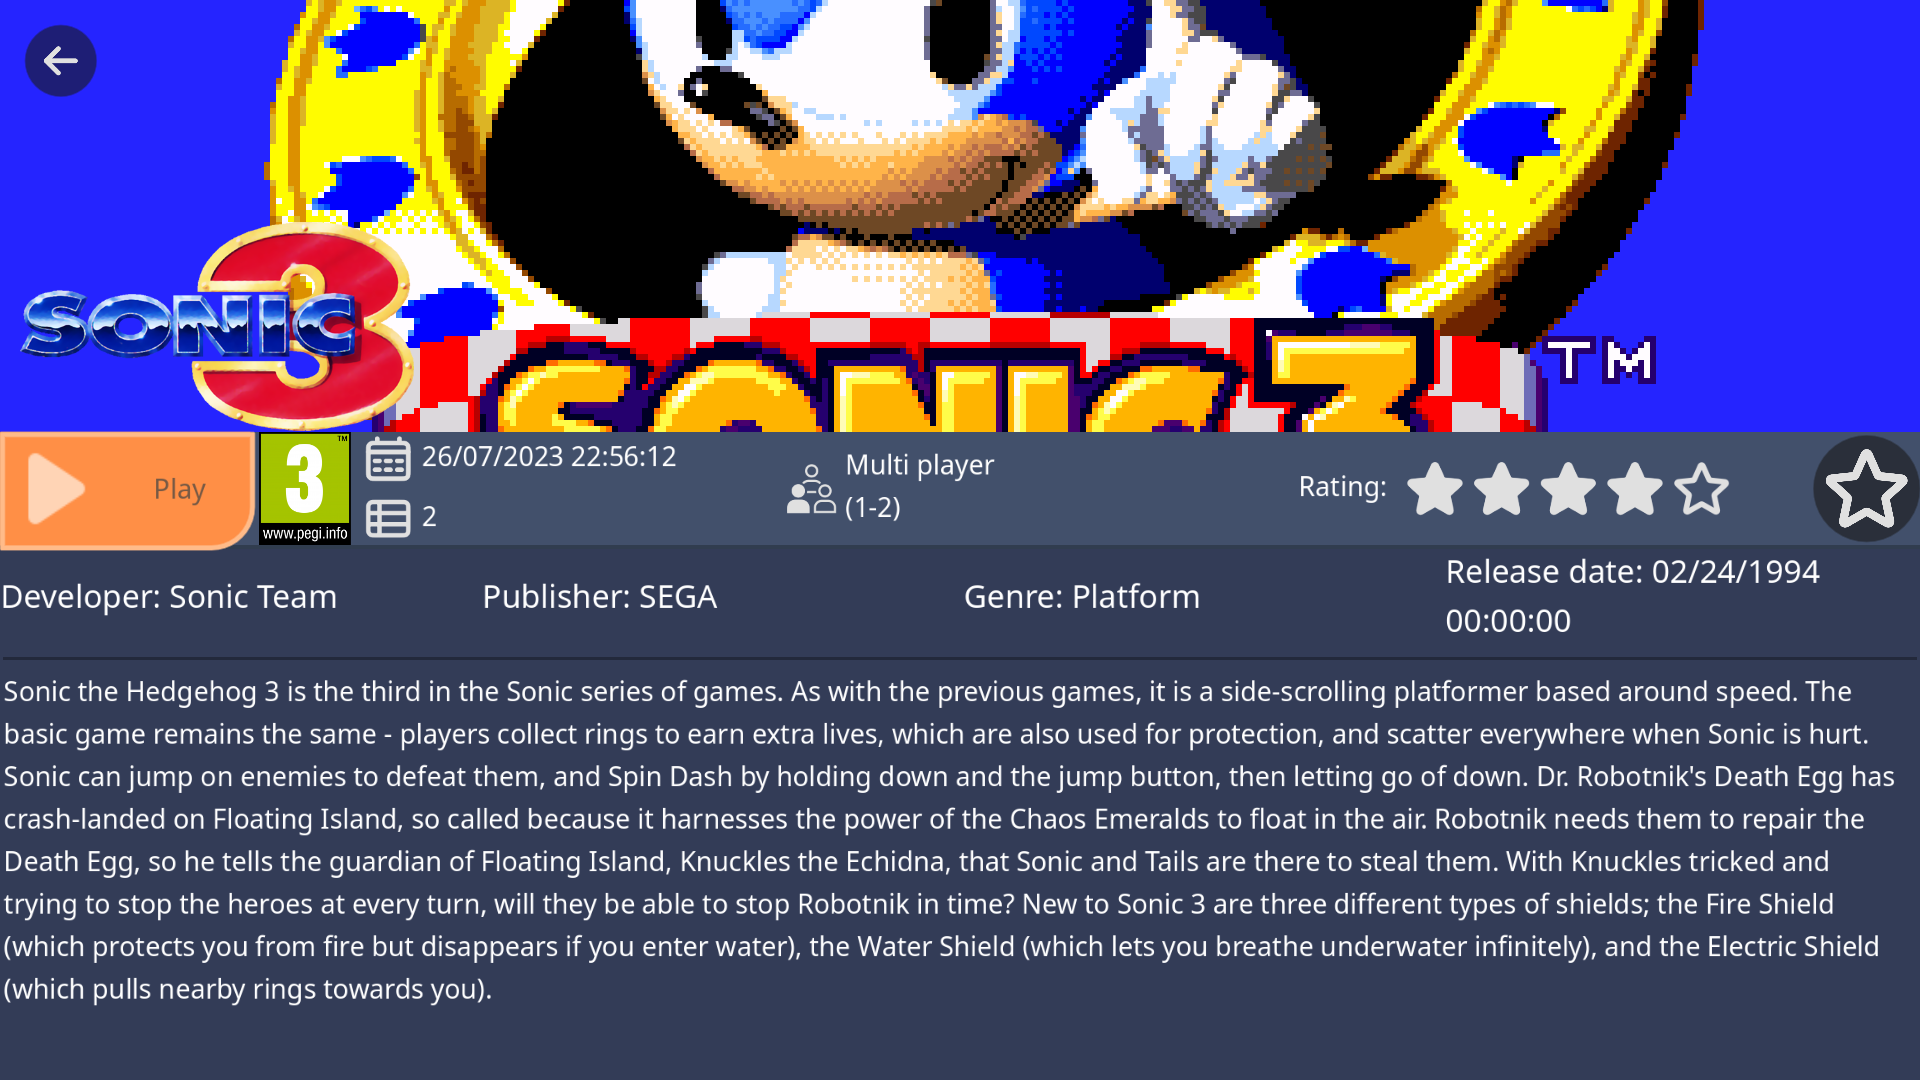 SONIC 3
SONIC 3
TM
Play
3
TM
www.pegi.info
26/07/2023 22:56:12
2
Multi player
(1-2)
Rating:
Developer: Sonic Team
Publisher: SEGA
Genre: Platform
Release date: 02/24/1994
00:00:00
Sonic the Hedgehog 3 is the third in the Sonic series of games. As with the previous games, it is a side-scrolling platformer based around speed. The
basic game remains the same - players collect rings to earn extra lives, which are also used for protection, and scatter everywhere when Sonic is hurt.
Sonic can jump on enemies to defeat them, and Spin Dash by holding down and the jump button, then letting go of down. Dr. Robotnik's Death Egg has
crash-landed on Floating Island, so called because it harnesses the power of the Chaos Emeralds to float in the air. Robotnik needs them to repair the
Death Egg, so he tells the guardian of Floating Island, Knuckles the Echidna, that Sonic and Tails are there to steal them. With Knuckles tricked and
trying to stop the heroes at every turn, will they be able to stop Robotnik in time? New to Sonic 3 are three different types of shields; the Fire Shield
(which protects you from fire but disappears if you enter water), the Water Shield (which lets you breathe underwater infinitely), and the Electric Shield
(which pulls nearby rings towards you).